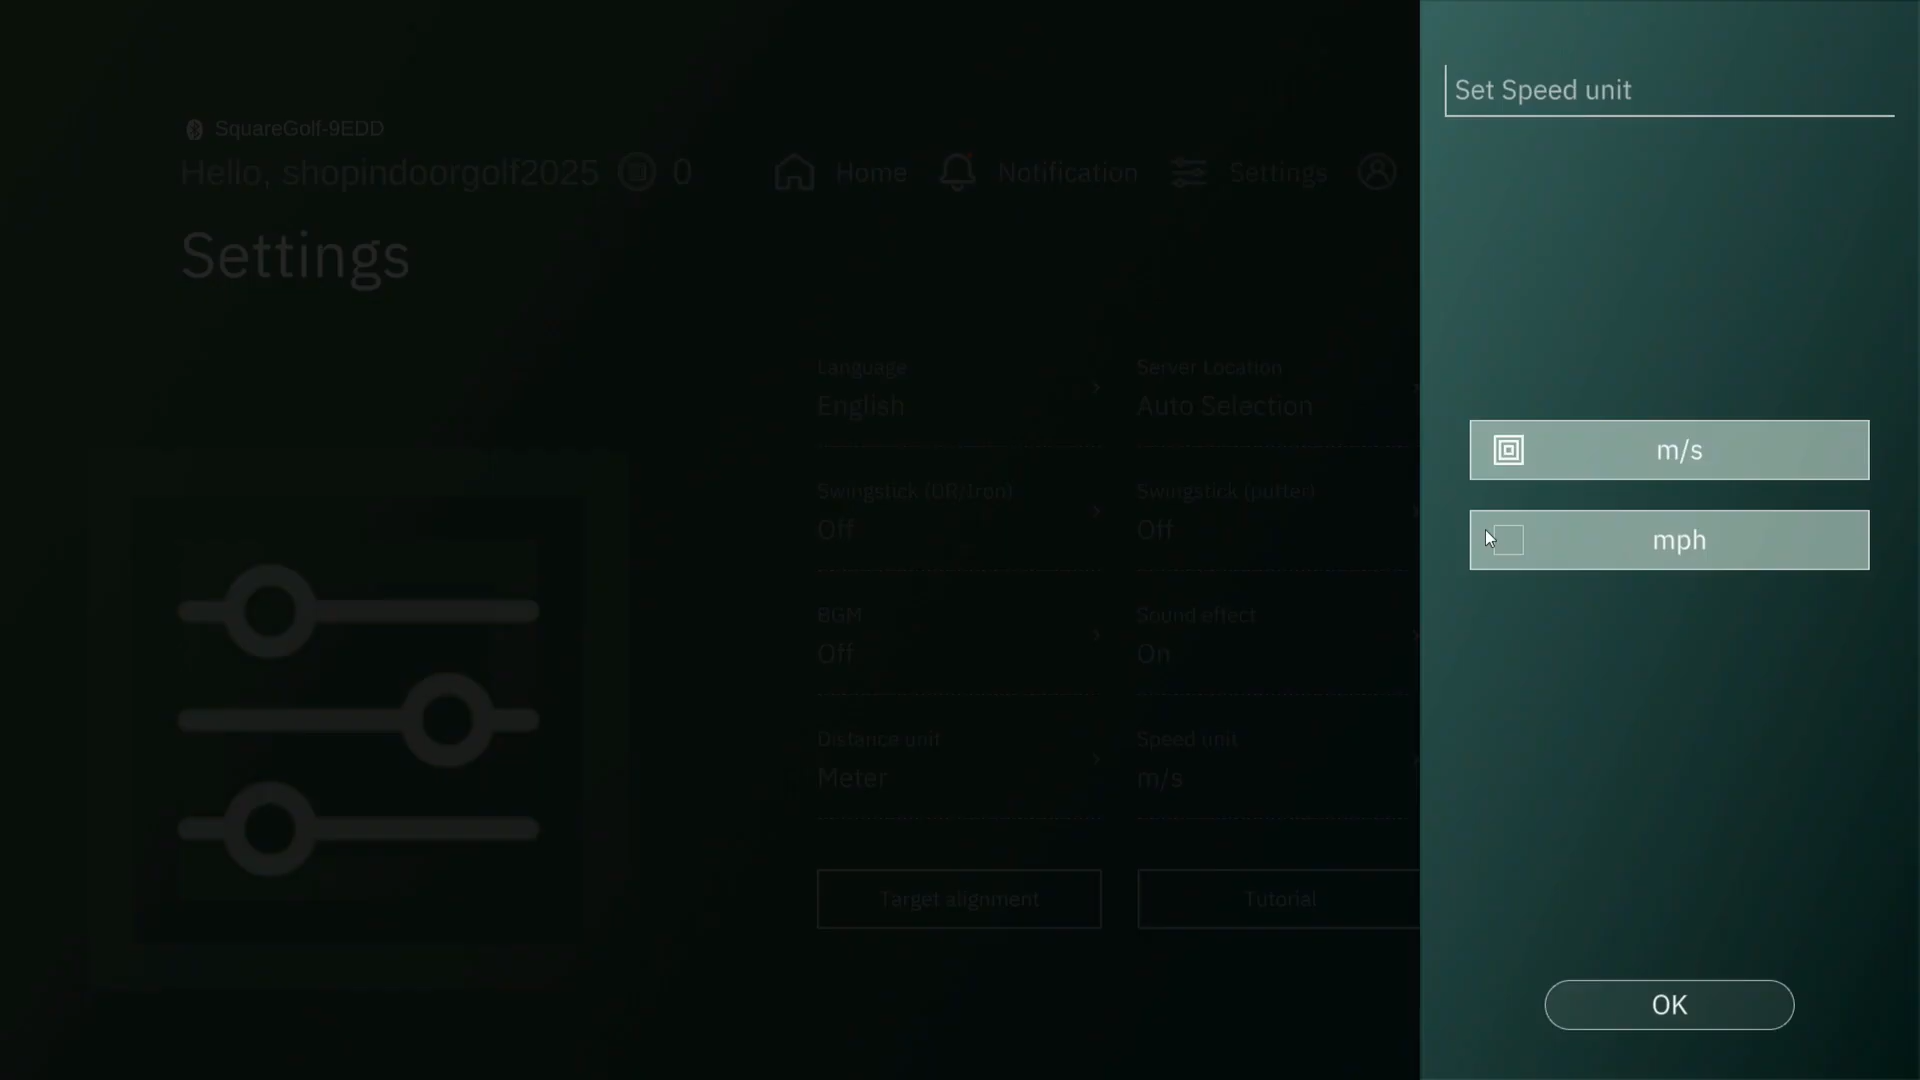 SquareGolf-9EDD
Hello, shopindoorgolf2025 0
Home Notification Settings
Settings
Language
English
Server Location
Auto Selection
Swingstick (DR/Iron)
Off
Swingstick (putter)
Off
BGM
Off
Sound effect
On
Distance unit
Meter
Speed unit
m/s
Target alignment
Tutorial
Set Speed unit
m/s
mph
OK